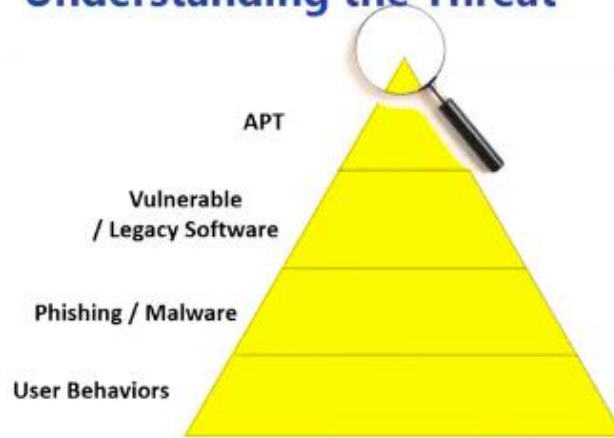 Understanding the Threat
APT
Vulnerable
/ Legacy Software
Phishing / Malware
User Behaviors